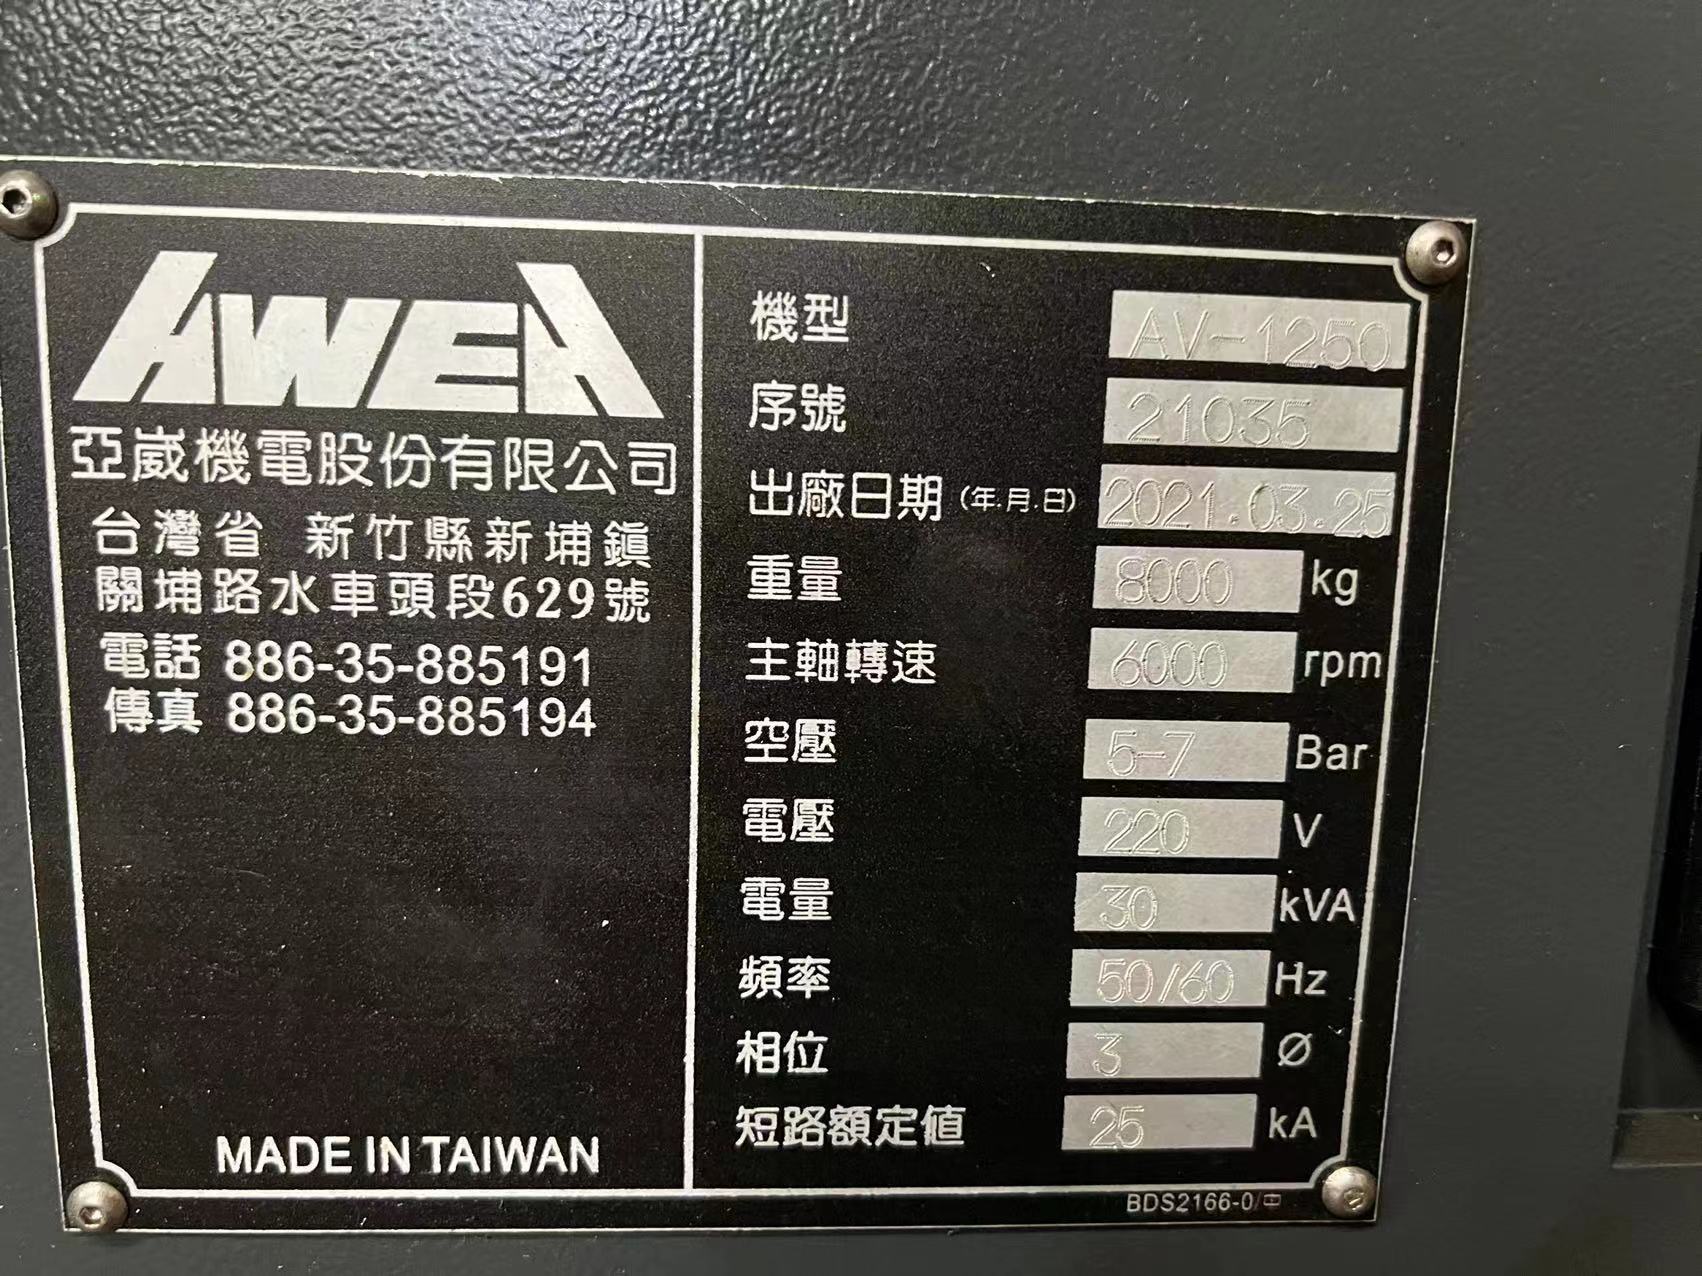 AWEA
亞崴機電股份有限公司
台灣省 新竹縣新埔鎮
關埔路水車頭段629號
電話 886-35-885191
傳真 886-35-885194
MADE IN TAIWAN
機型 AV-1250
序號 21035
出廠日期 (年.月.日) 2021.03.25
重量 8000 kg
主軸轉速 6000 rpm
空壓 5-7 Bar
電壓 220 V
電量 30 kVA
頻率 50/60 Hz
相位 3 Ø
短路額定值 25 kA
BDS2166-0/中